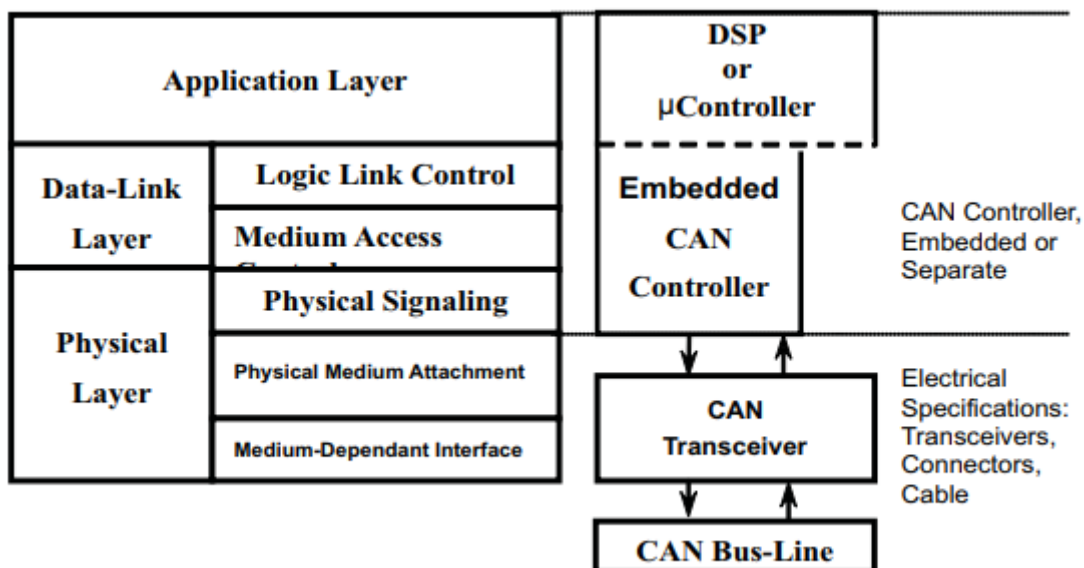 Application Layer
Data-Link
Layer
Logic Link Control
Medium Access
Physical
Layer
Physical Signaling
Physical Medium Attachment
Medium-Dependant Interface
DSP
or
μController
Embedded
CAN
Controller
CAN Controller,
Embedded or
Separate
CAN
Transceiver
Electrical
Specifications:
Transceivers,
Connectors,
Cable
CAN Bus-Line